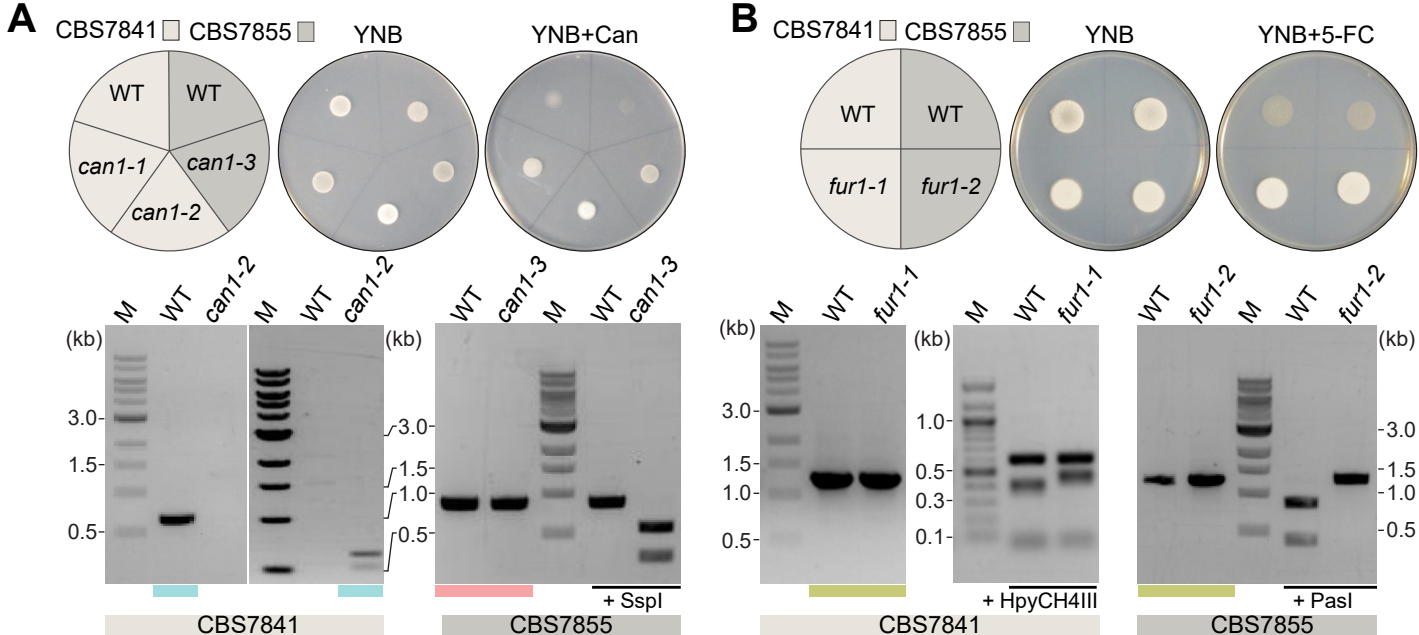 A
CBS7841 CBS7855 YNB YNB+Can
WT WT
can1-1 can1-3
can1-2
M WT can1-2 M WT can1-2 WT can1-3 M WT can1-3
(kb) (kb)
3.0 3.0
1.5 1.5
1.0
0.5 0.5
+ SspI
CBS7841 CBS7855
B
CBS7841 CBS7855 YNB YNB+5-FC
WT WT
fur1-1 fur1-2
M WT fur1-1 M WT fur1-1 WT fur1-2 M WT fur1-2
(kb) (kb) (kb)
3.0 1.0 3.0
1.5 0.5 1.5
1.0 0.3 1.0
0.5 0.1 0.5
+ HpyCH4III + PasI
CBS7841 CBS7855